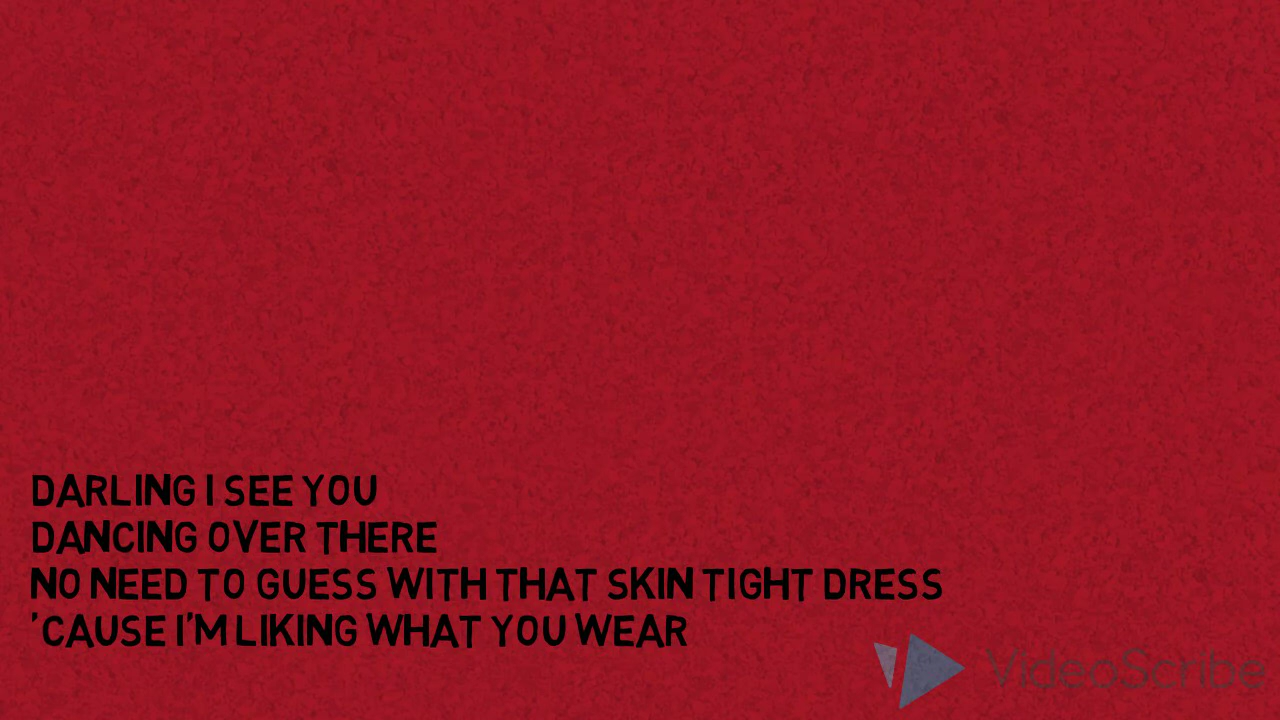 DARLING I SEE YOU
DANCING OVER THERE
NO NEED TO GUESS WITH THAT SKIN TIGHT DRESS
'CAUSE I'M LIKING WHAT YOU WEAR
VideoScribe